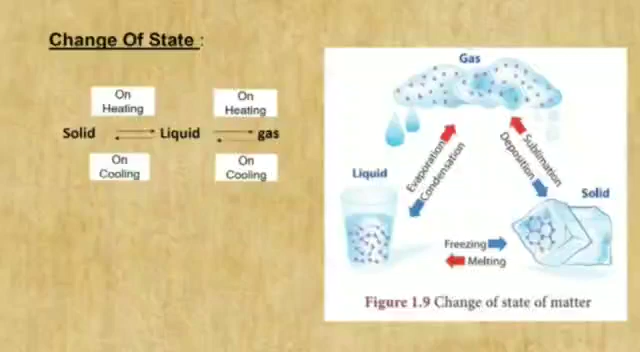 Change Of State :
On
Heating
On
Heating
Solid Liquid gas
On
Cooling
On
Cooling
Gas
Evaporation
Condensation
Sublimation
Deposition
Liquid
Solid
Freezing
Melting
Figure 1.9 Change of state of matter